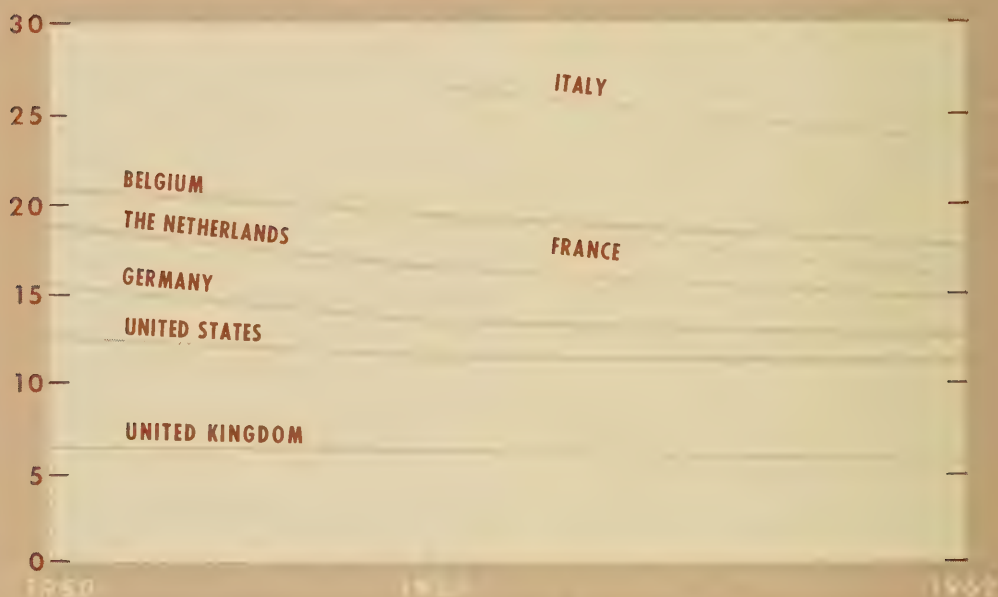 30
ITALY
25
BELGIUM
20
THE NETHERLANDS
FRANCE
GERMANY
15
UNITED STATES
10
UNITED KINGDOM
5
0